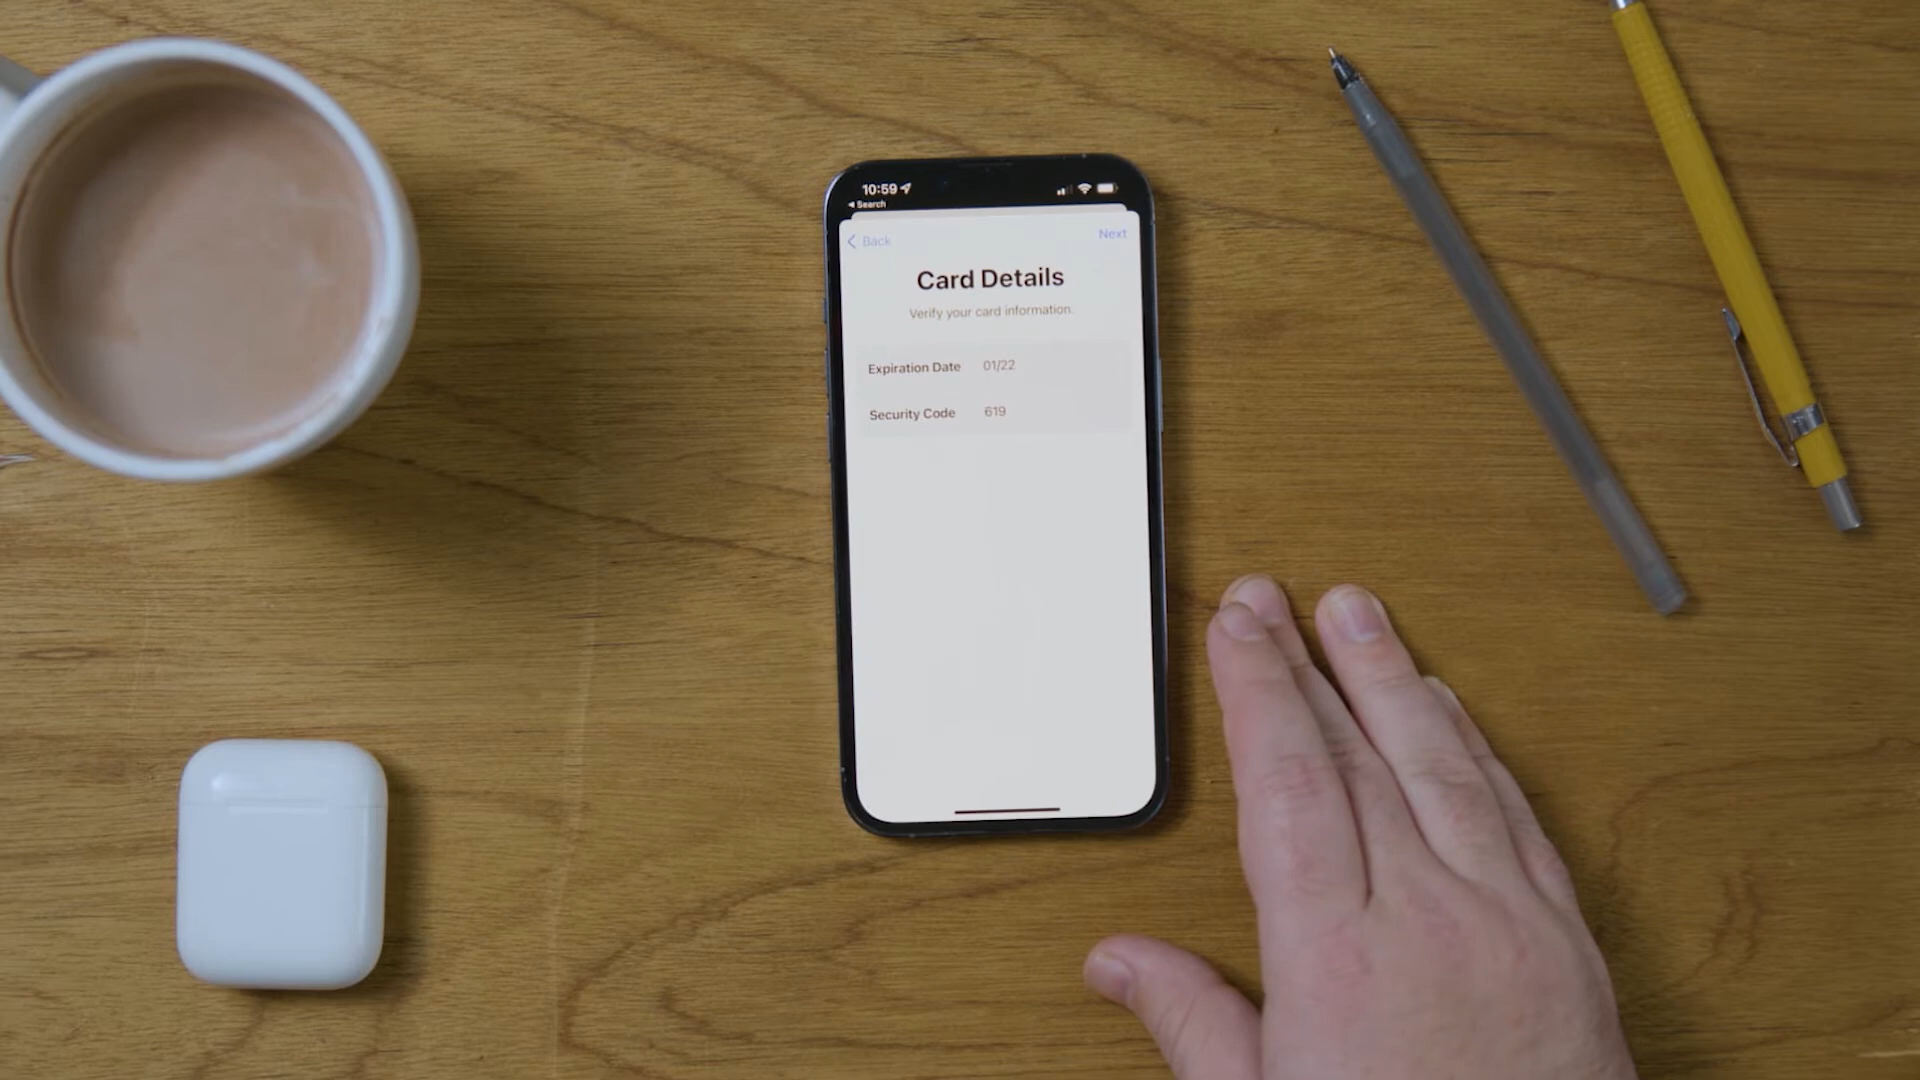 10:59
Search
Back
Next
Card Details
Verify your card information.
Expiration Date 01/22
Security Code 619